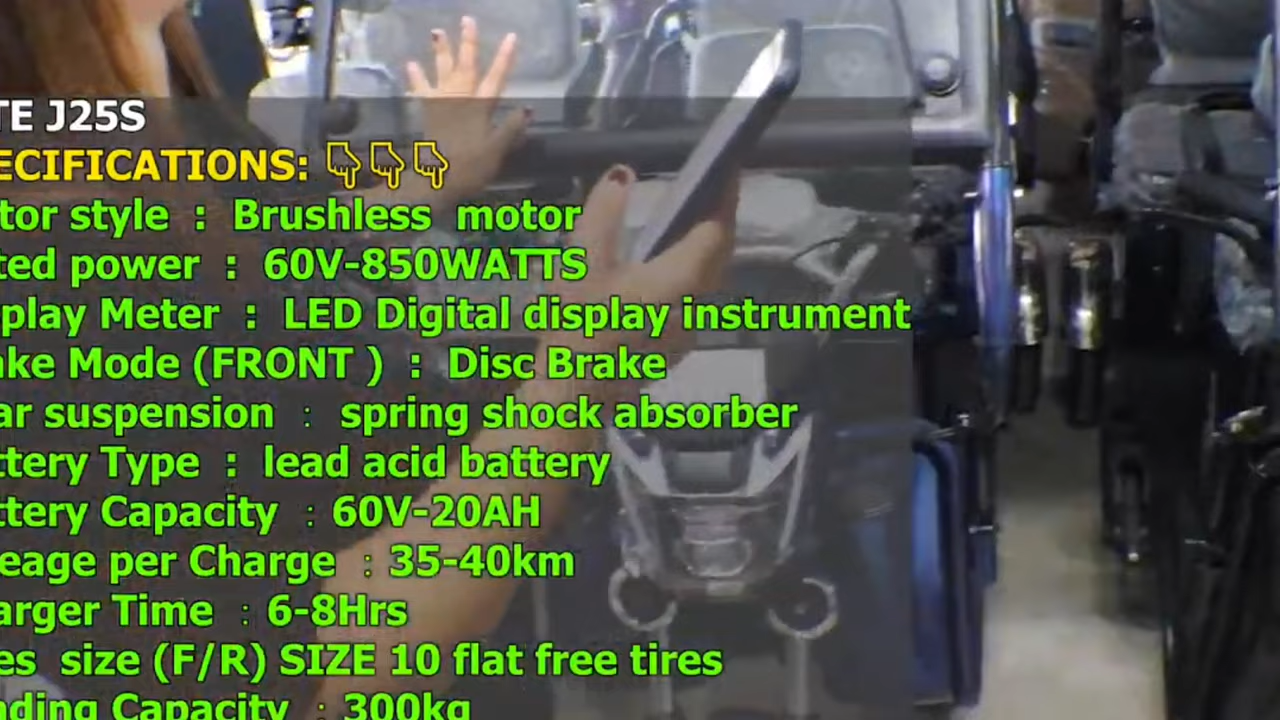 TE J25S
ECIFICATIONS: 👇👇👇
tor style : Brushless motor
ted power : 60V-850WATTS
play Meter : LED Digital display instrument
ke Mode (FRONT ) : Disc Brake
ar suspension : spring shock absorber
ttery Type : lead acid battery
ttery Capacity : 60V-20AH
eage per Charge : 35-40km
arger Time : 6-8Hrs
es size (F/R) SIZE 10 flat free tires
ading Capacity : 300kg